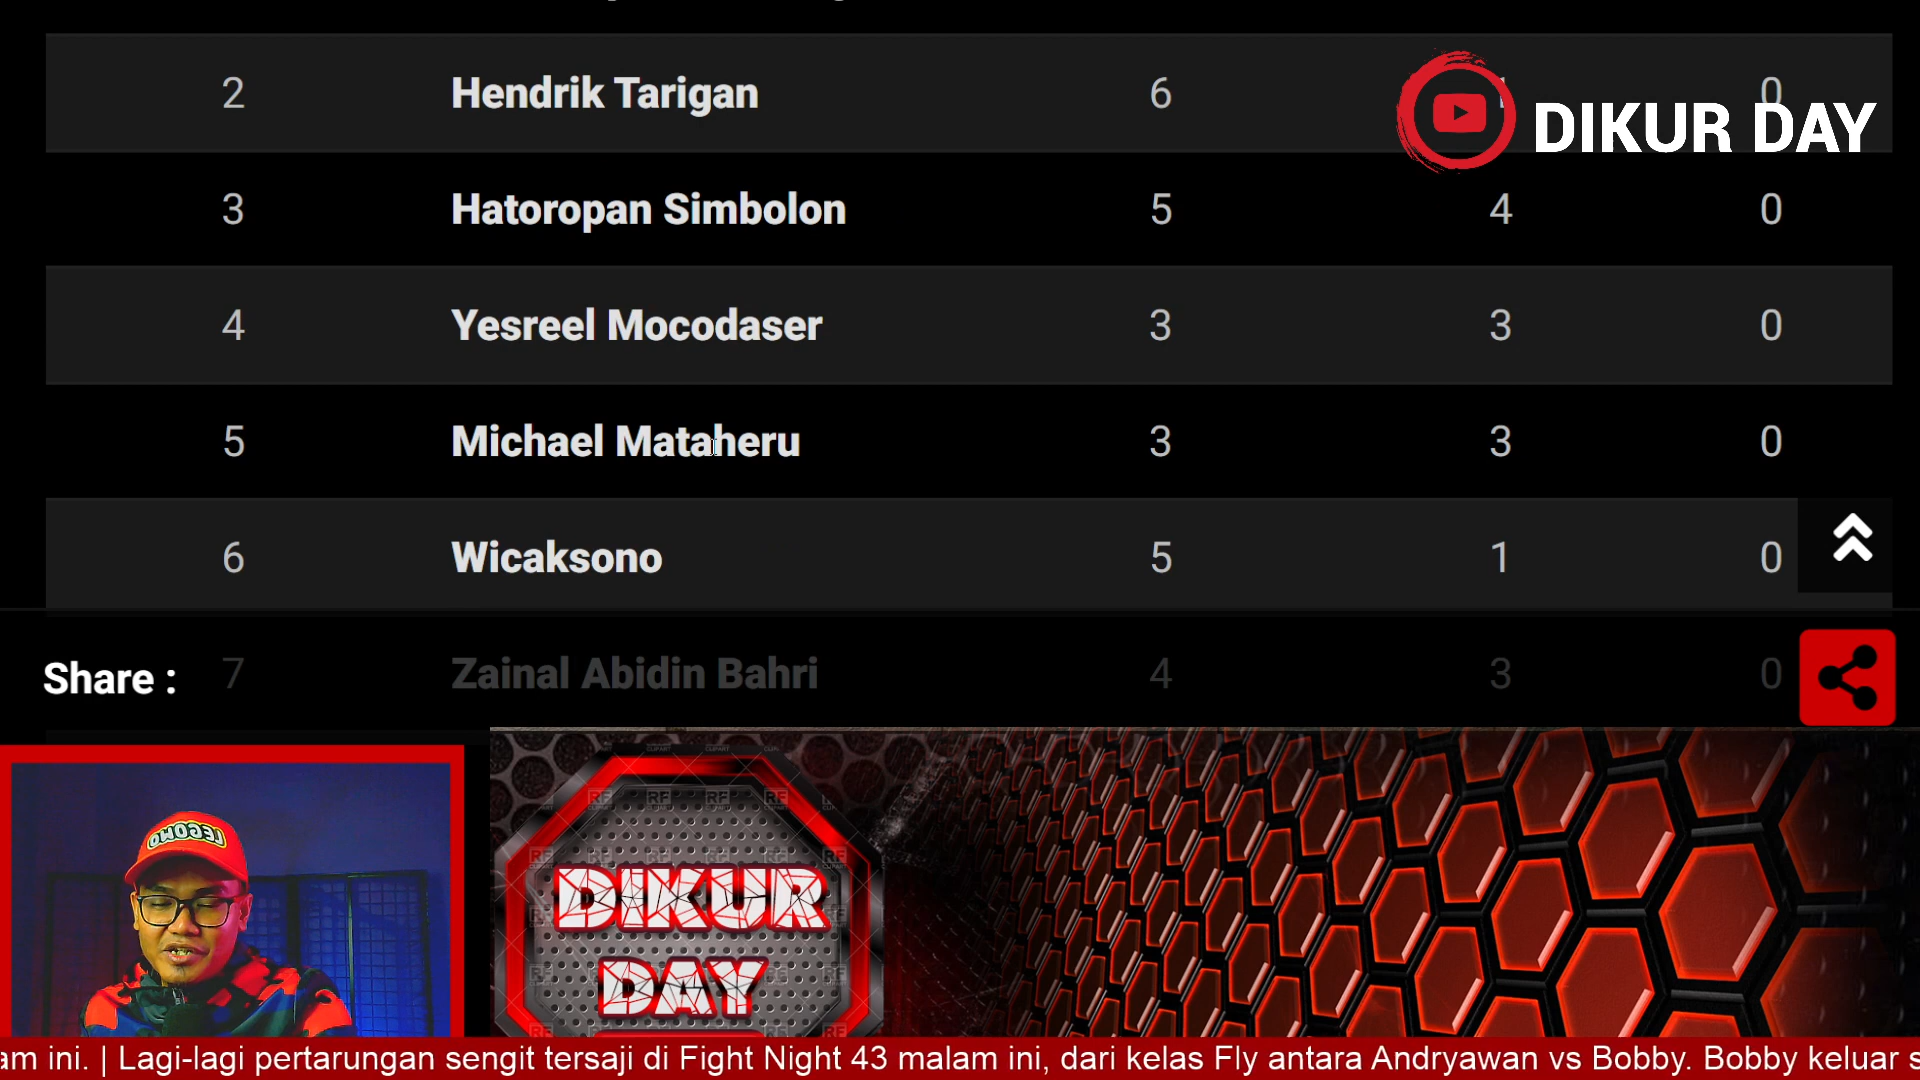 2 Hendrik Tarigan 6 1 0
DIKUR DAY
3 Hatoropan Simbolon 5 4 0
4 Yesreel Mocodaser 3 3 0
5 Michael Mataheru 3 3 0
6 Wicaksono 5 1 0
Share :
7 Zainal Abidin Bahri 4 3 0
LEGOWO
DIKUR
DAY
am ini. | Lagi-lagi pertarungan sengit tersaji di Fight Night 43 malam ini, dari kelas Fly antara Andryawan vs Bobby. Bobby keluar s